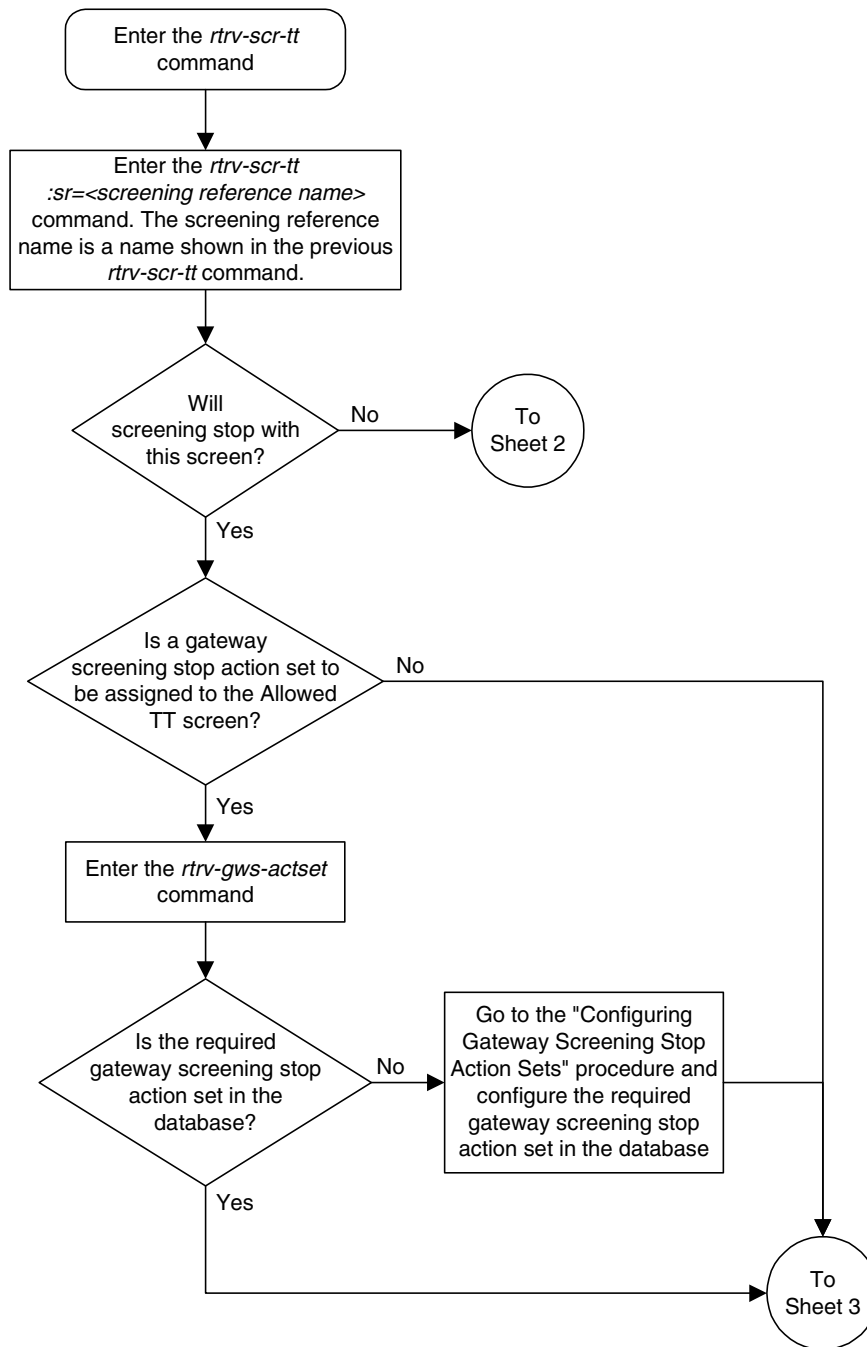 Enter the rtrv-scr-tt
command
Enter the rtrv-scr-tt
:sr=<screening reference name>
command. The screening reference
name is a name shown in the previous
rtrv-scr-tt command.
Will
screening stop with
this screen?
No
To
Sheet 2
Yes
Is a gateway
screening stop action set to
be assigned to the Allowed
TT screen?
No
Yes
Enter the rtrv-gws-actset
command
Is the required
gateway screening stop
action set in the
database?
No
Go to the "Configuring
Gateway Screening Stop
Action Sets" procedure and
configure the required
gateway screening stop
action set in the database
Yes
To
Sheet 3